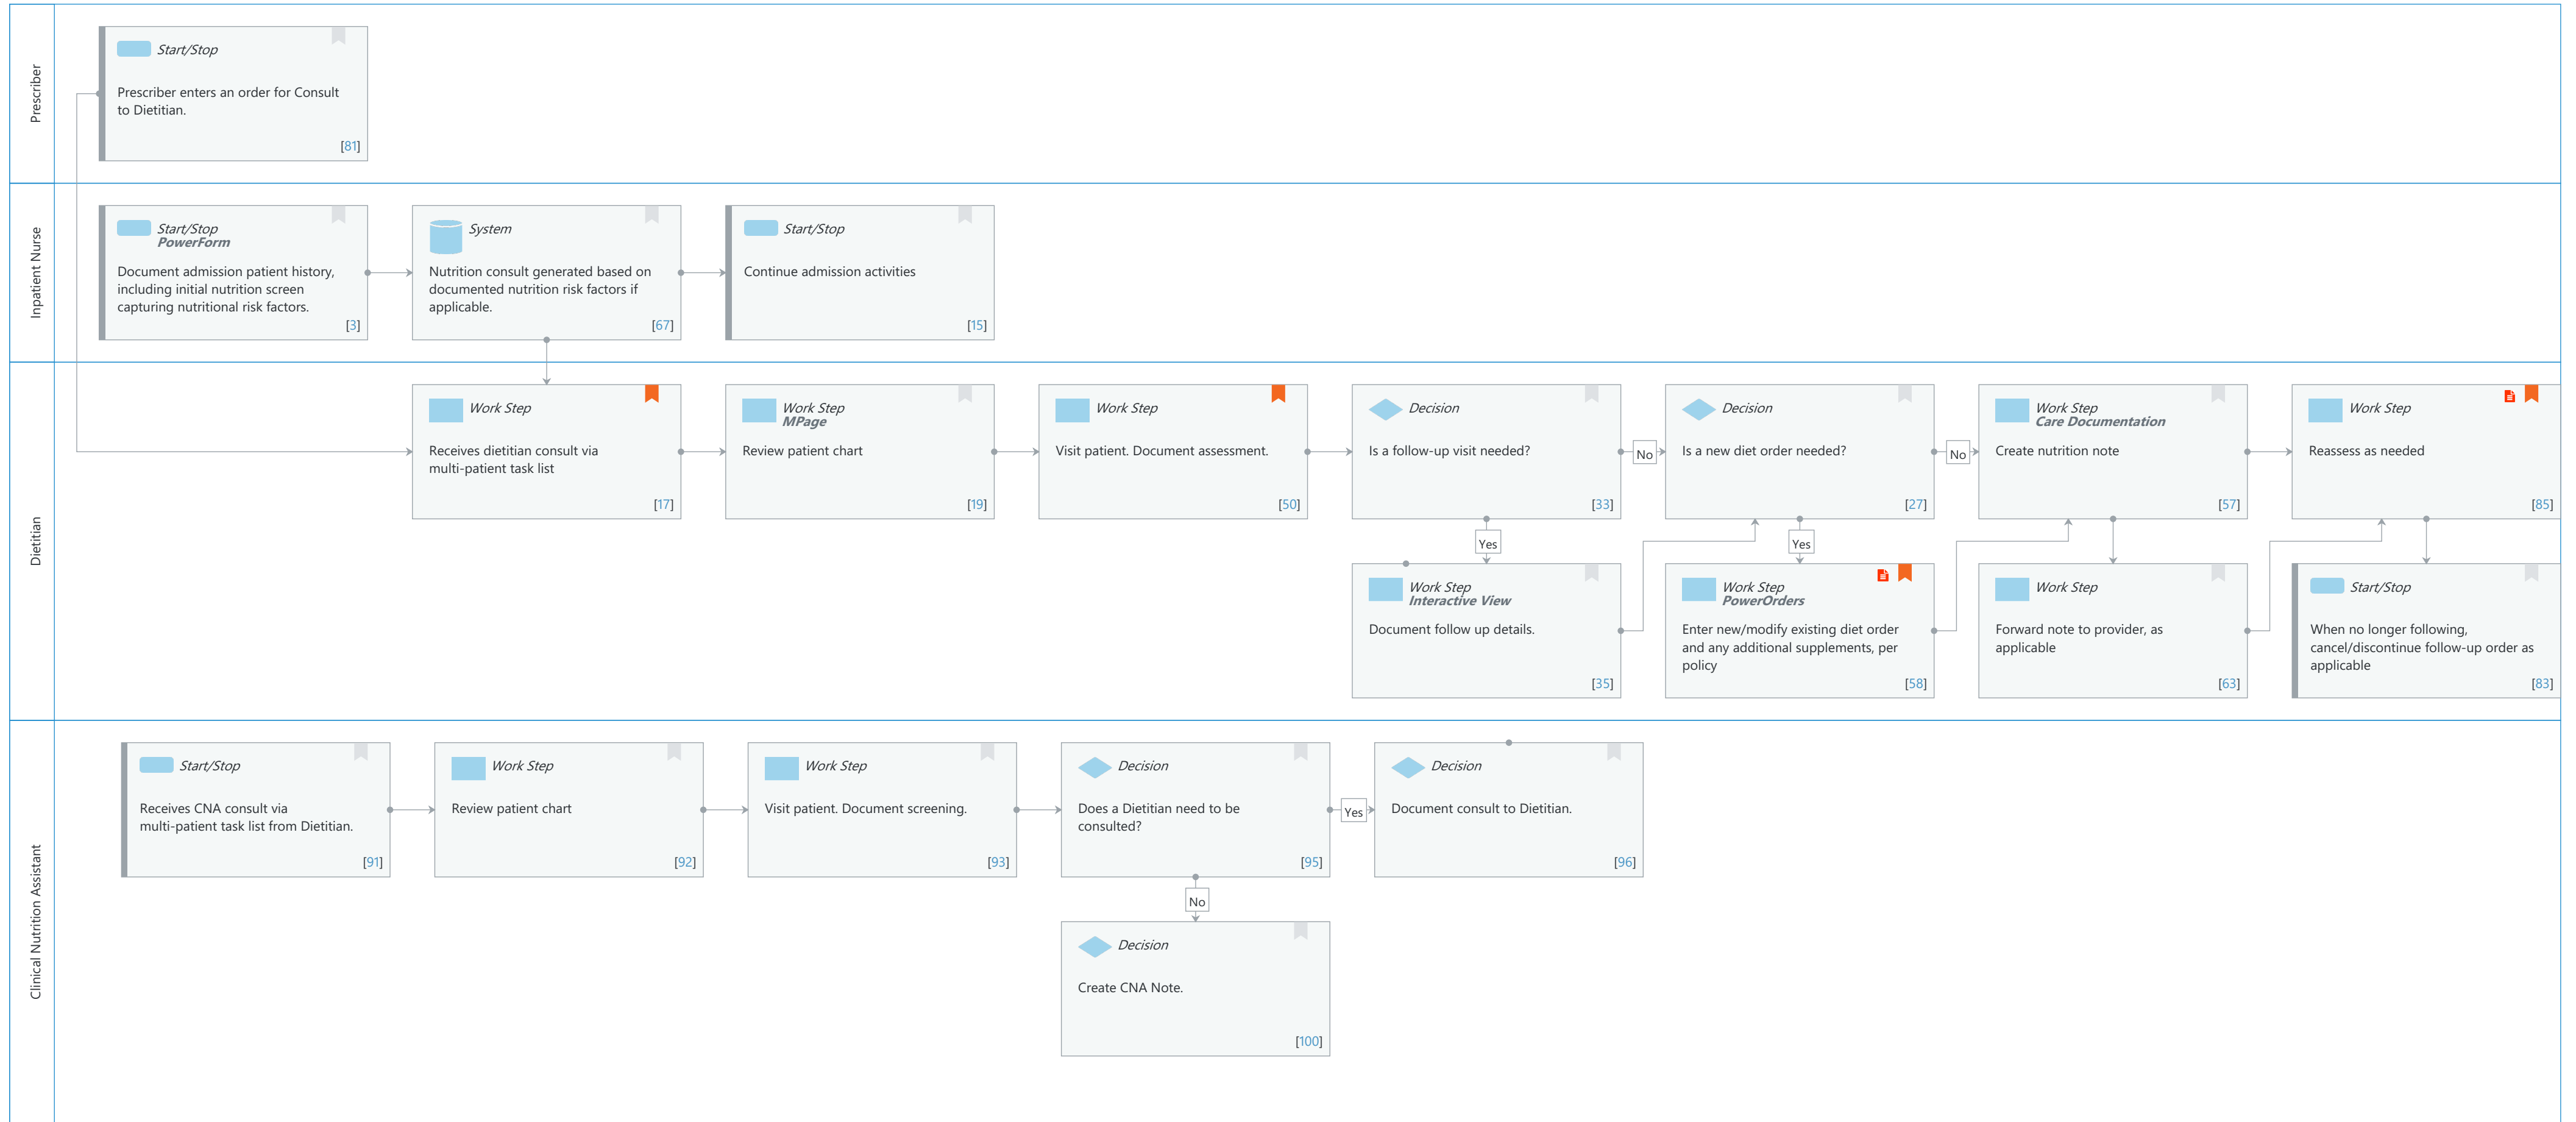 Prescriber
Start/Stop
Prescriber enters an order for Consult
to Dietitian.
[81]
Inpatient Nurse
Start/Stop
PowerForm
Document admission patient history,
including initial nutrition screen
capturing nutritional risk factors.
[3]
System
Nutrition consult generated based on
documented nutrition risk factors if
applicable.
[67]
Start/Stop
Continue admission activities
[15]
Dietitian
Work Step
Receives dietitian consult via
multi-patient task list
[17]
Work Step
MPage
Review patient chart
[19]
Work Step
Visit patient. Document assessment.
[50]
Decision
Is a follow-up visit needed?
[33]
No
Decision
Is a new diet order needed?
[27]
No
Work Step
Care Documentation
Create nutrition note
[57]
Work Step
Reassess as needed
[85]
Yes
Yes
Work Step
Interactive View
Document follow up details.
[35]
Work Step
PowerOrders
Enter new/modify existing diet order
and any additional supplements, per
policy
[58]
Work Step
Forward note to provider, as
applicable
[63]
Start/Stop
When no longer following,
cancel/discontinue follow-up order as
applicable
[83]
Clinical Nutrition Assistant
Start/Stop
Receives CNA consult via
multi-patient task list from Dietitian.
[91]
Work Step
Review patient chart
[92]
Work Step
Visit patient. Document screening.
[93]
Decision
Does a Dietitian need to be
consulted?
[95]
Yes
Decision
Document consult to Dietitian.
[96]
No
Decision
Create CNA Note.
[100]